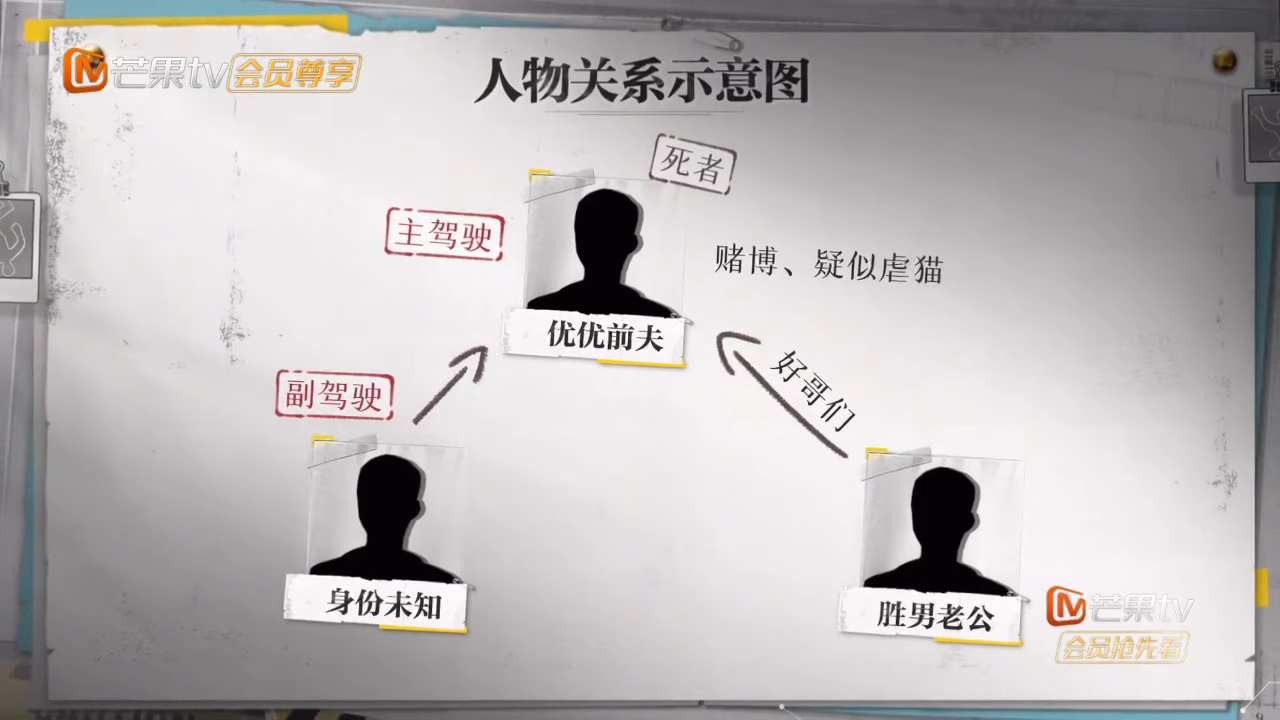 芒果tv会员尊享
人物关系示意图
死者
主驾驶
赌博、疑似虐猫
优优前夫
好哥们
副驾驶
身份未知
胜男老公
芒果tv
会员抢先看